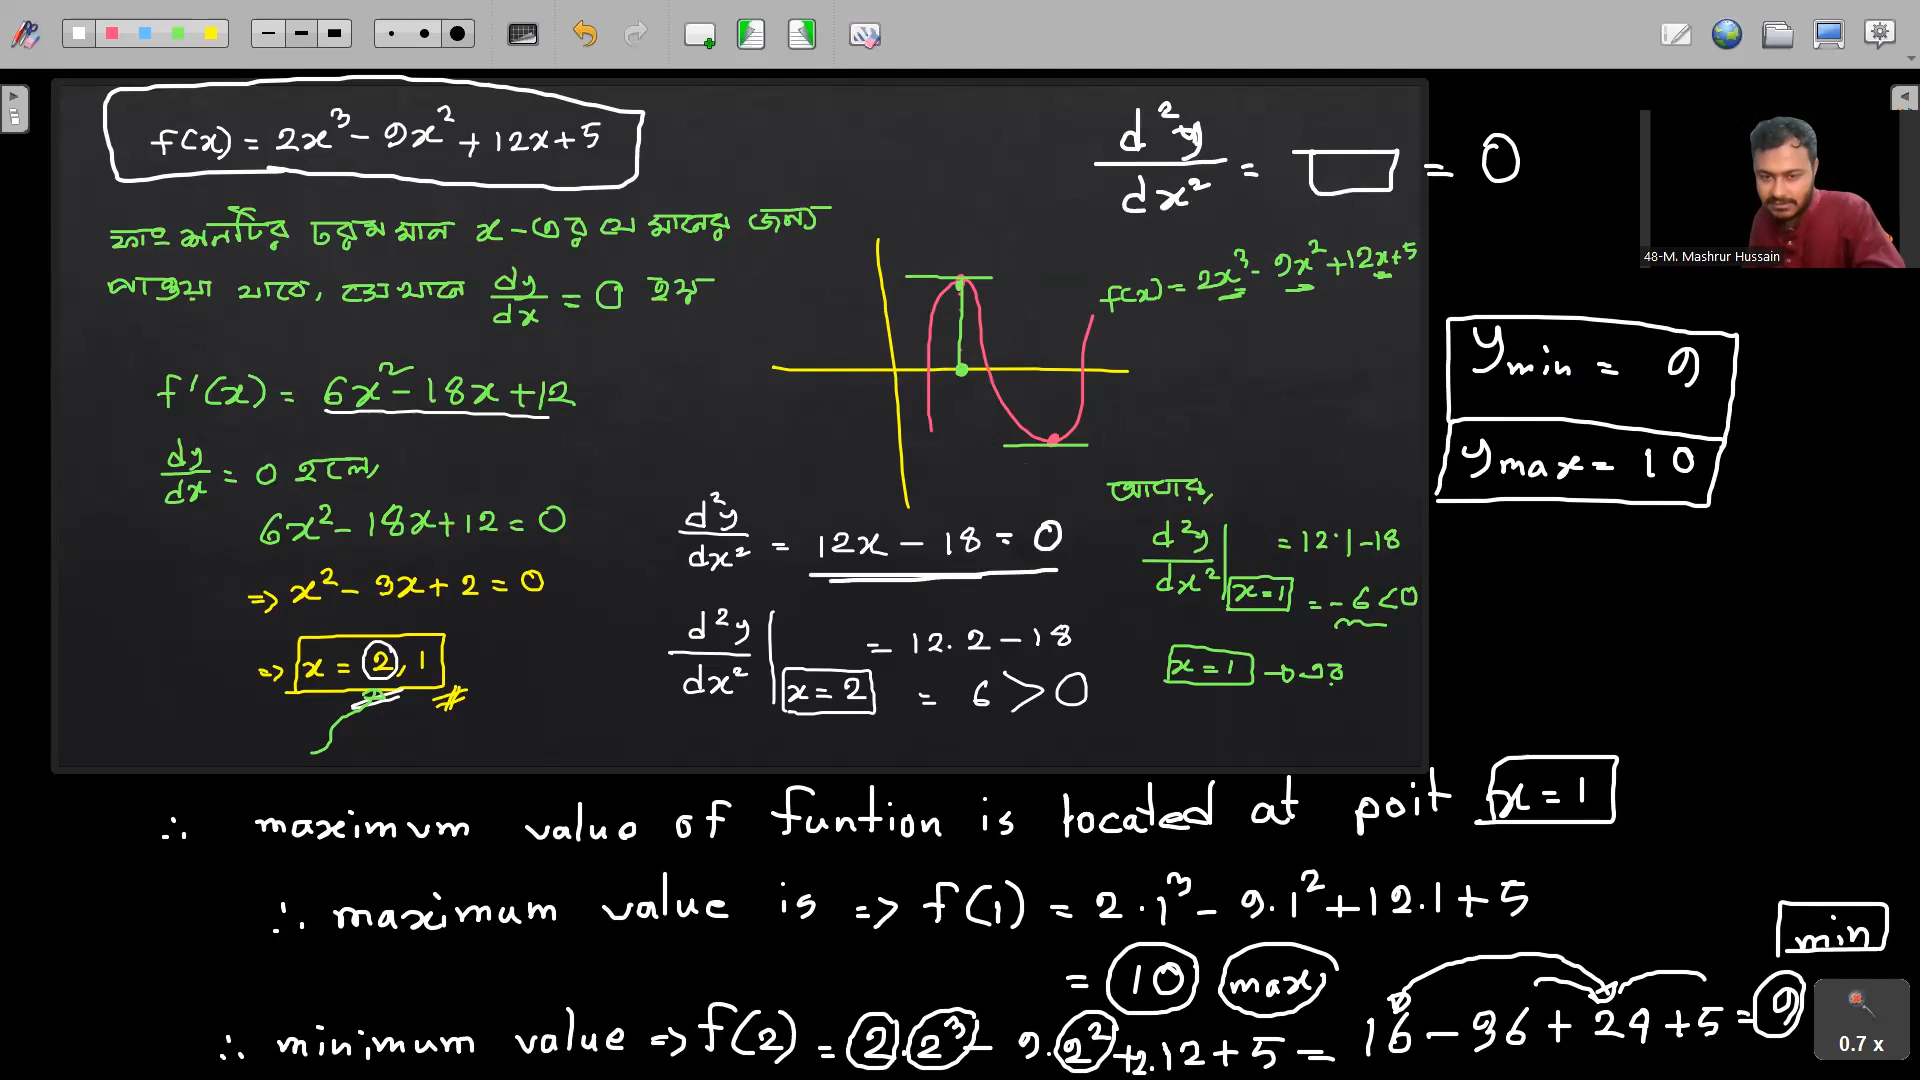 f(x) = 2x³ - 9x² + 12x + 5
d²y/dx² = = 0
ফাংশনটির চরম মান x-এর যে মানের জন্য
পাওয়া যাবে, সেখানে dy/dx = 0 হয়
f(x) = 2x³ - 9x² + 12x + 5
48-M. Mashrur Hussain
f'(x) = 6x² - 18x + 12
dy/dx = 0 হলে,
6x² - 18x + 12 = 0
=> x² - 3x + 2 = 0
=> x = 2, 1
d²y/dx² = 12x - 18 = 0
d²y/dx² | x=2 = 12.2 - 18
= 6 > 0
আবার,
d²y/dx² | x=1 = 12·1 - 18
= -6 < 0
x = 1
y min = 9
y max = 10
∴ maximum value of funtion is located at poit x = 1
∴ maximum value is => f(1) = 2·1³ - 9·1² + 12·1 + 5
= 10 max
min
∴ minimum value => f(2) = 2.2³ - 9.2² + 2.12 + 5 = 16 - 36 + 24 + 5 = 9
0.7 x